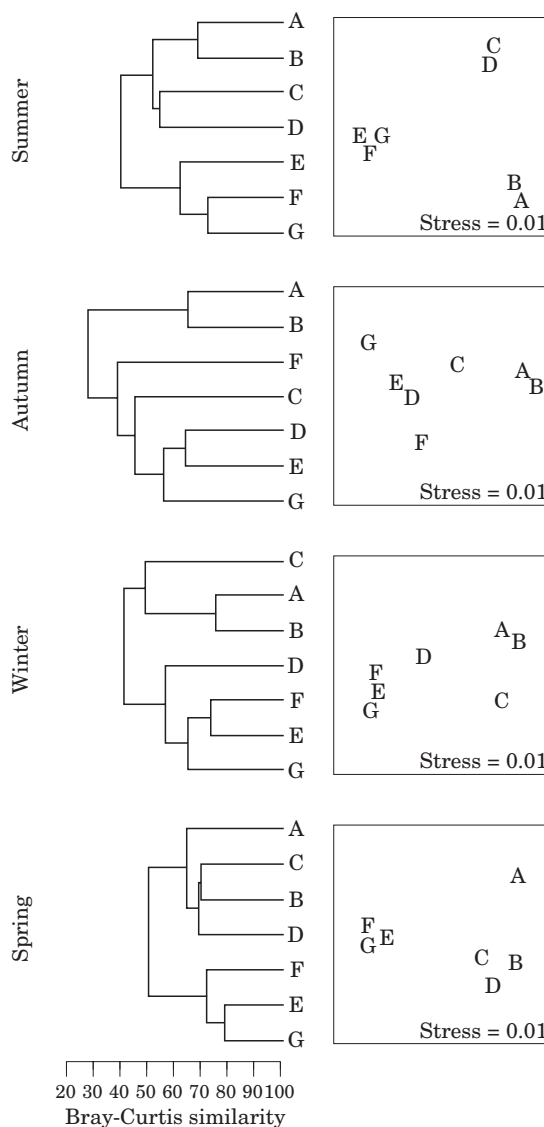 Summer
A
B
C
D
E
F
G
C
D
E G
F
B
A
Stress = 0.01
Autumn
A
B
F
C
D
E
G
G
C
A
B
E
D
F
Stress = 0.01
Winter
C
A
B
D
F
E
G
A
B
D
F
E
C
G
Stress = 0.01
Spring
A
C
B
D
F
E
G
A
F
E
G
C
B
D
Stress = 0.01
20 30 40 50 60 70 80 90 100
Bray-Curtis similarity